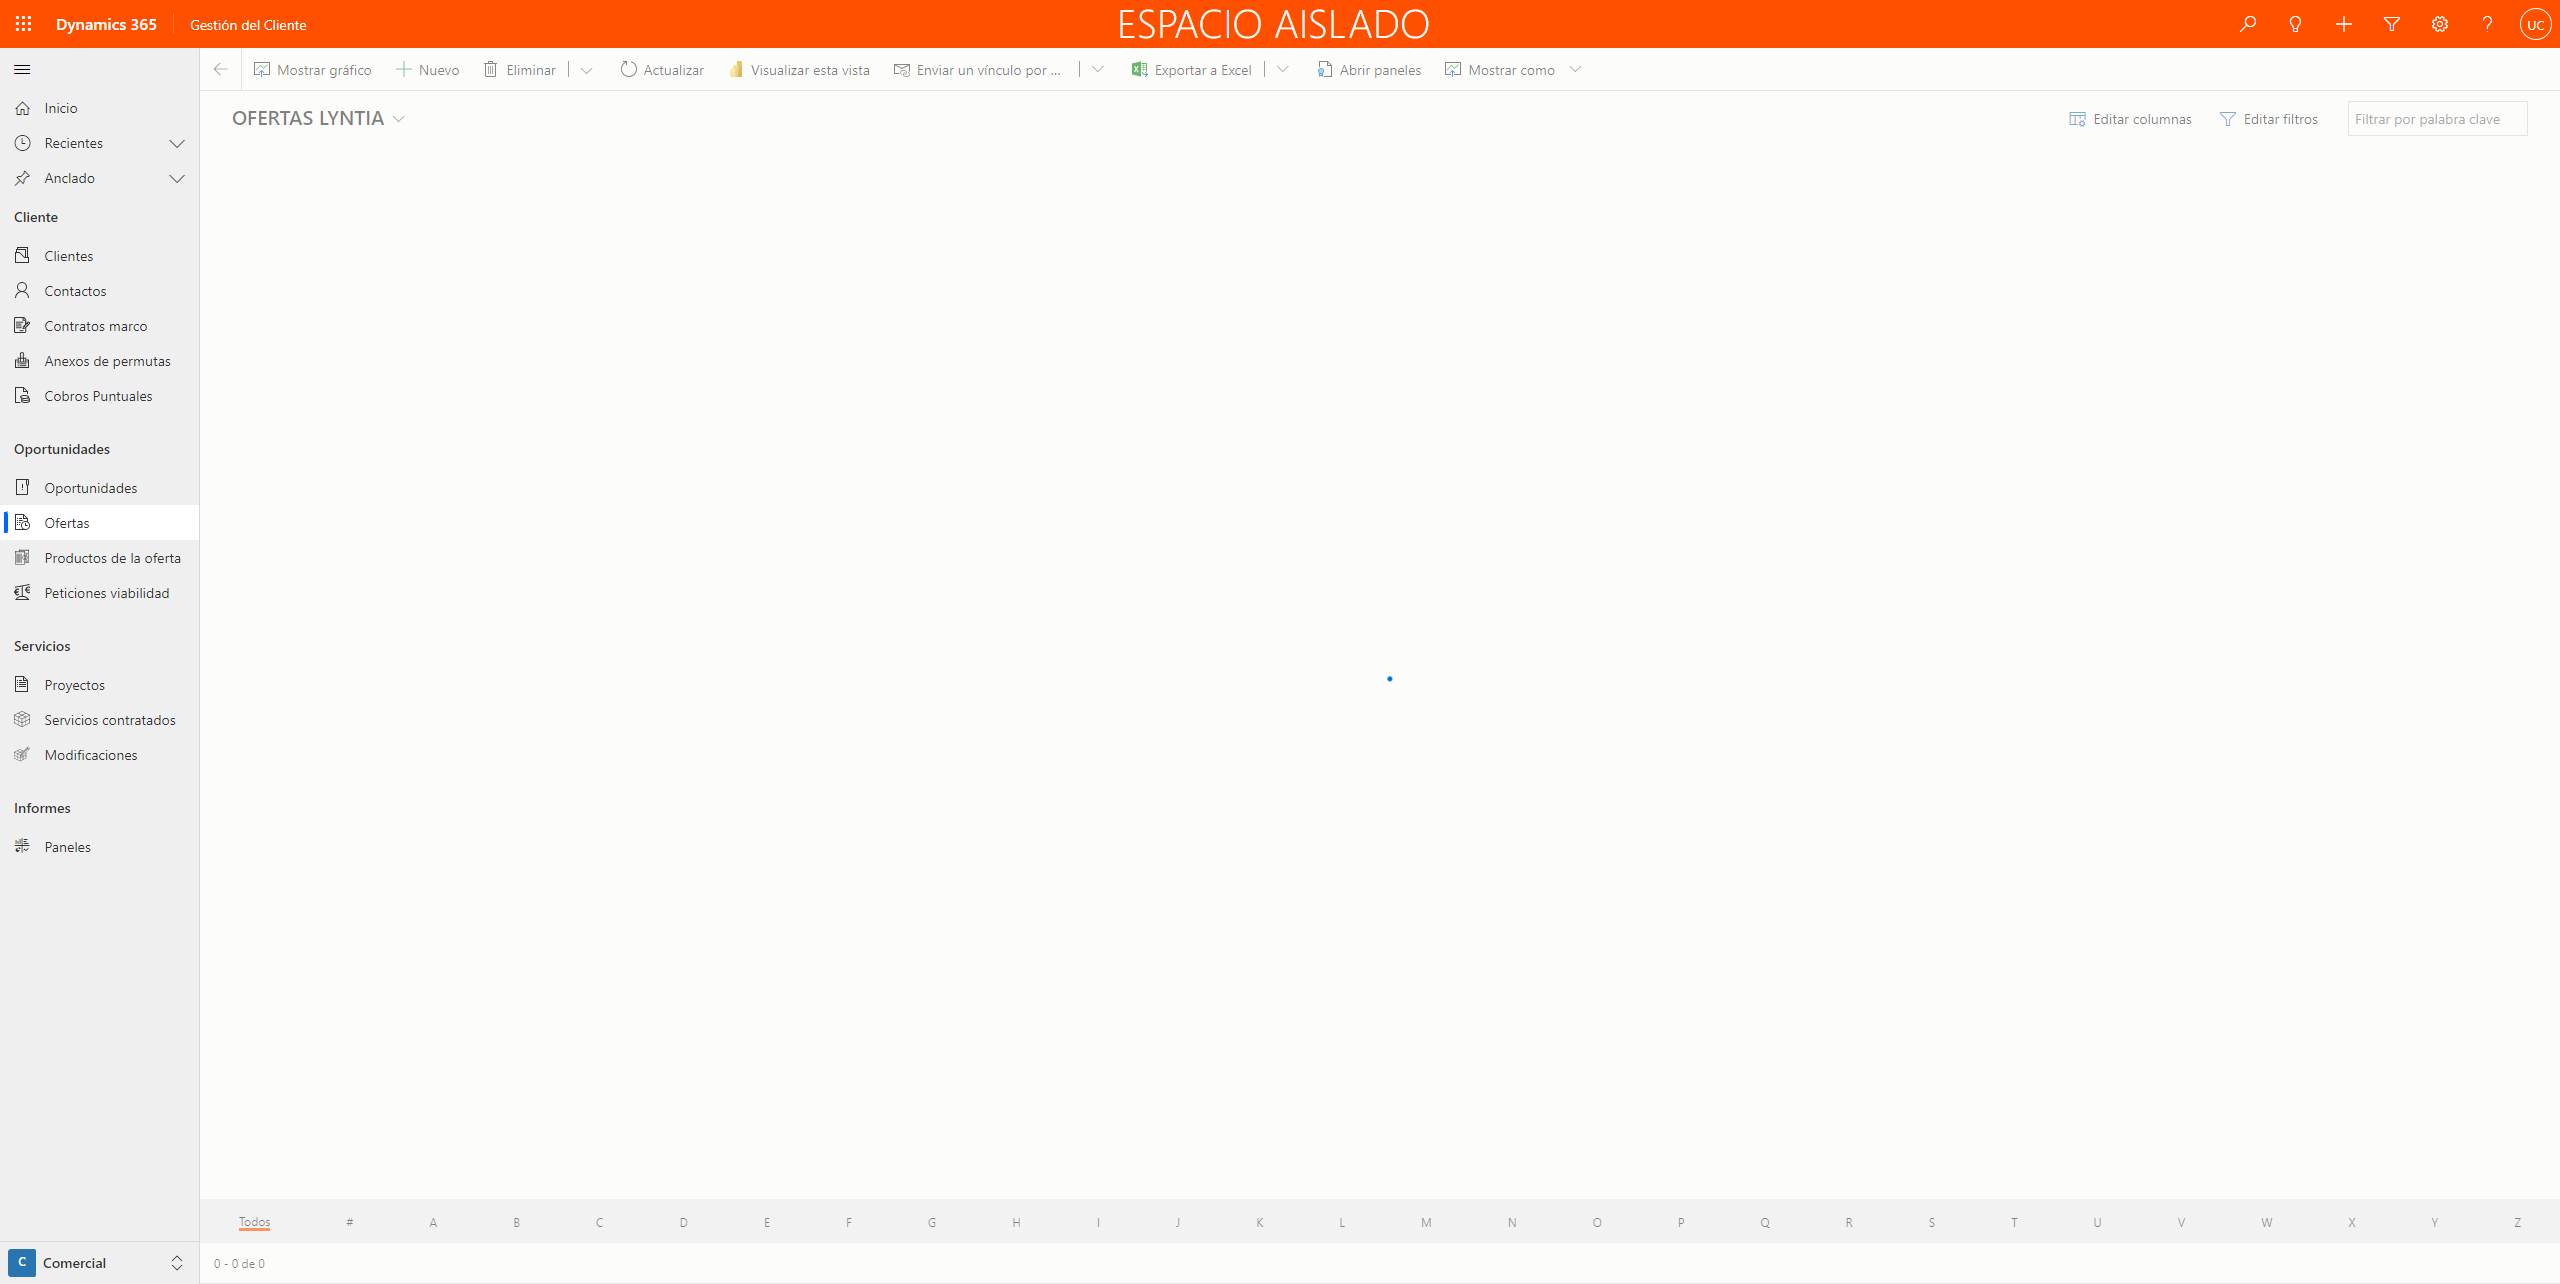 Dynamics 365 Gestión del Cliente ESPACIO AISLADO UC
Mostrar gráfico Nuevo Eliminar Actualizar Visualizar esta vista Enviar un vínculo por ... Exportar a Excel Abrir paneles Mostrar como
OFERTAS LYNTIA Editar columnas Editar filtros Filtrar por palabra clave
Inicio
Recientes
Anclado
Cliente
Clientes
Contactos
Contratos marco
Anexos de permutas
Cobros Puntuales
Oportunidades
Oportunidades
Ofertas
Productos de la oferta
Peticiones viabilidad
Servicios
Proyectos
Servicios contratados
Modificaciones
Informes
Paneles
Todos # A B C D E F G H I J K L M N O P Q R S T U V W X Y Z
C Comercial
0 - 0 de 0